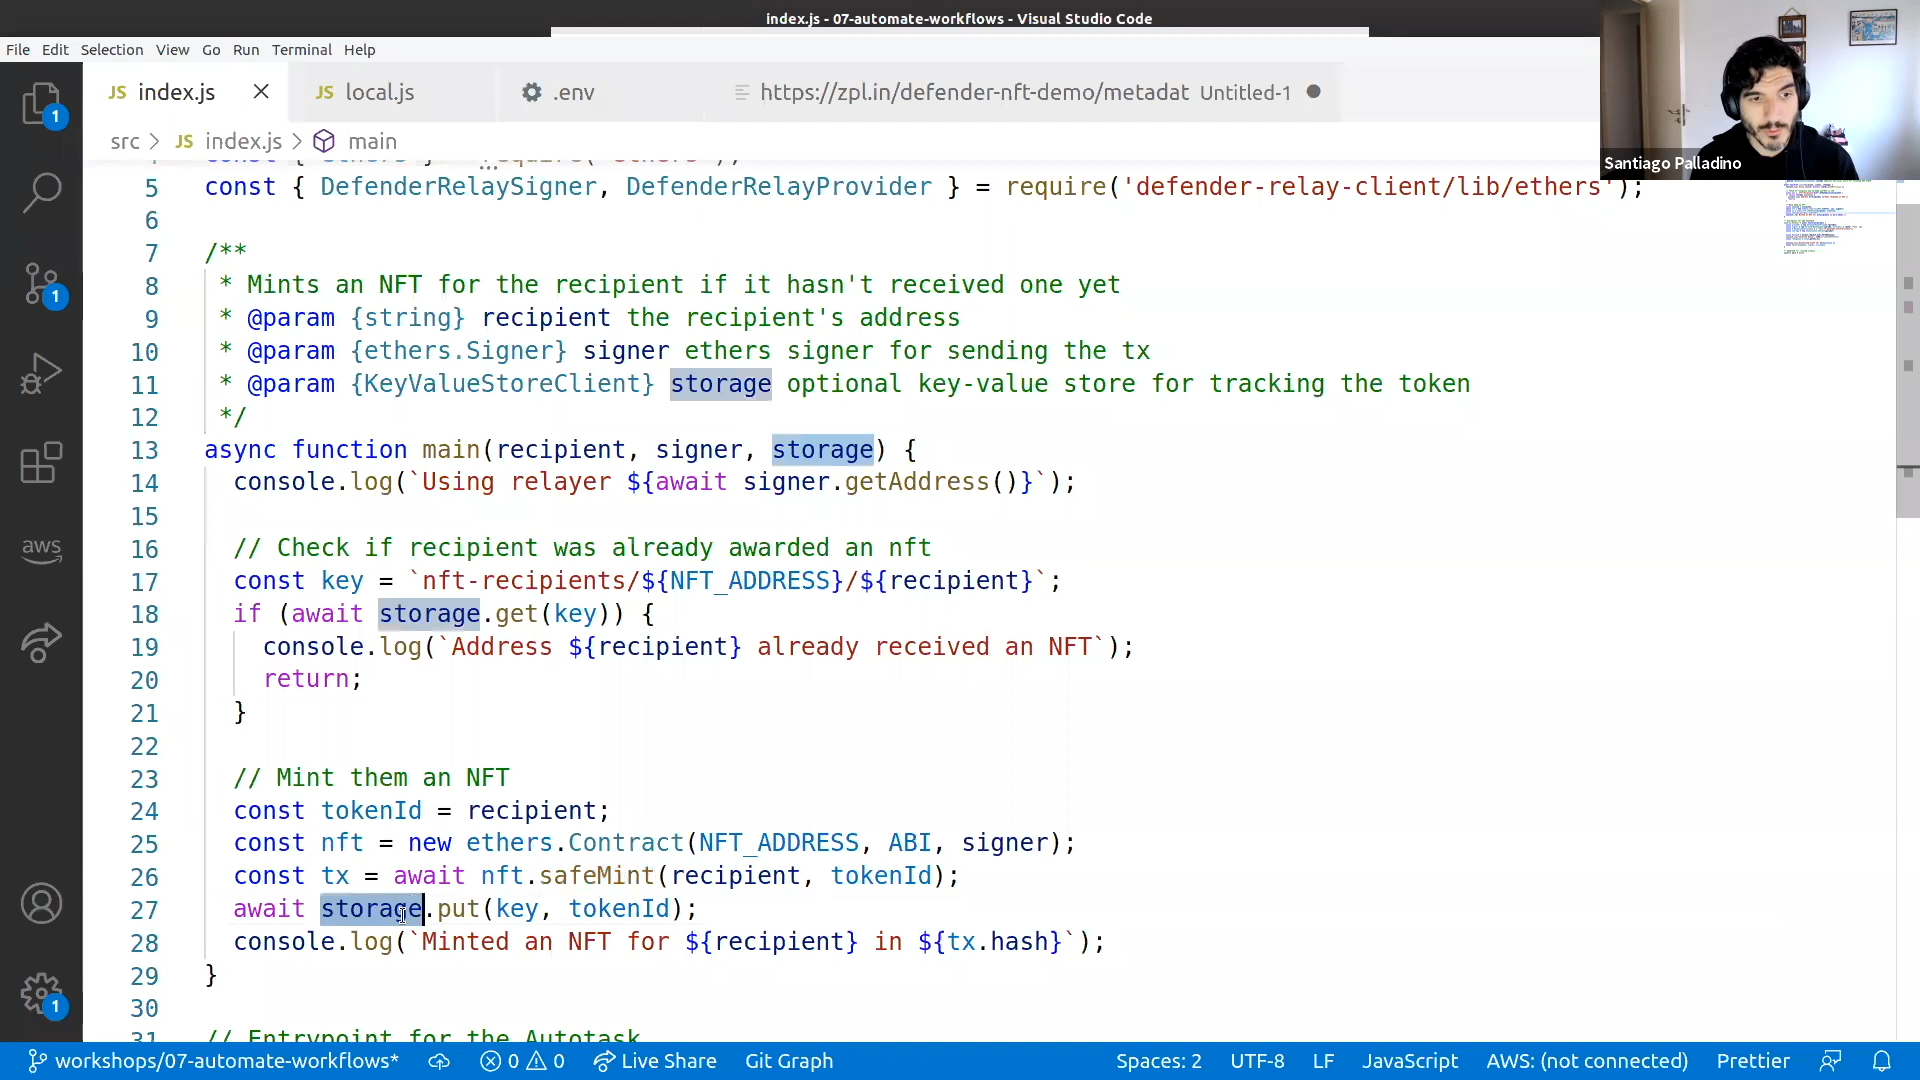 index.js - 07-automate-workflows - Visual Studio Code
File Edit Selection View Go Run Terminal Help
JS index.js
JS local.js
.env
https://zpl.in/defender-nft-demo/metadat Untitled-1
Santiago Palladino
src > JS index.js > main
5 const { DefenderRelaySigner, DefenderRelayProvider } = require('defender-relay-client/lib/ethers');
6
7 /**
8 * Mints an NFT for the recipient if it hasn't received one yet
9 * @param {string} recipient the recipient's address
10 * @param {ethers.Signer} signer ethers signer for sending the tx
11 * @param {KeyValueStoreClient} storage optional key-value store for tracking the token
12 */
13 async function main(recipient, signer, storage) {
14 console.log(`Using relayer ${await signer.getAddress()}`);
15
16 // Check if recipient was already awarded an nft
17 const key = `nft-recipients/${NFT_ADDRESS}/${recipient}`;
18 if (await storage.get(key)) {
19 console.log(`Address ${recipient} already received an NFT`);
20 return;
21 }
22
23 // Mint them an NFT
24 const tokenId = recipient;
25 const nft = new ethers.Contract(NFT_ADDRESS, ABI, signer);
26 const tx = await nft.safeMint(recipient, tokenId);
27 await storage.put(key, tokenId);
28 console.log(`Minted an NFT for ${recipient} in ${tx.hash}`);
29 }
30
31 // Entrypoint for the Autotask
1
1
aws
1
workshops/07-automate-workflows* 0 0 Live Share Git Graph Spaces: 2 UTF-8 LF JavaScript AWS: (not connected) Prettier